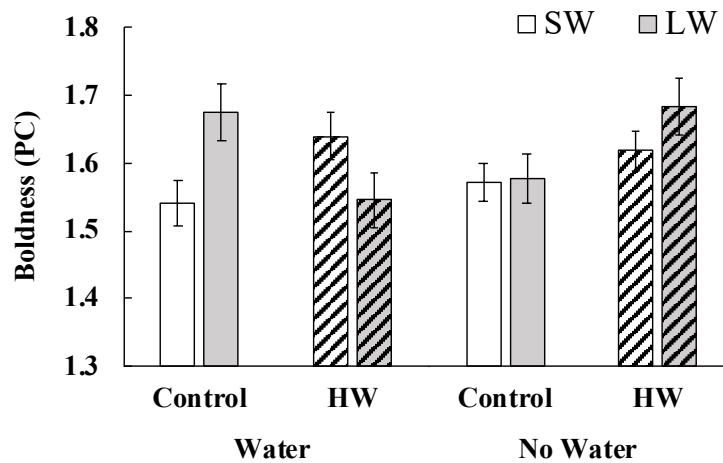 SW LW
Boldness (PC)
1.8
1.7
1.6
1.5
1.4
1.3
Control HW Control HW
Water No Water